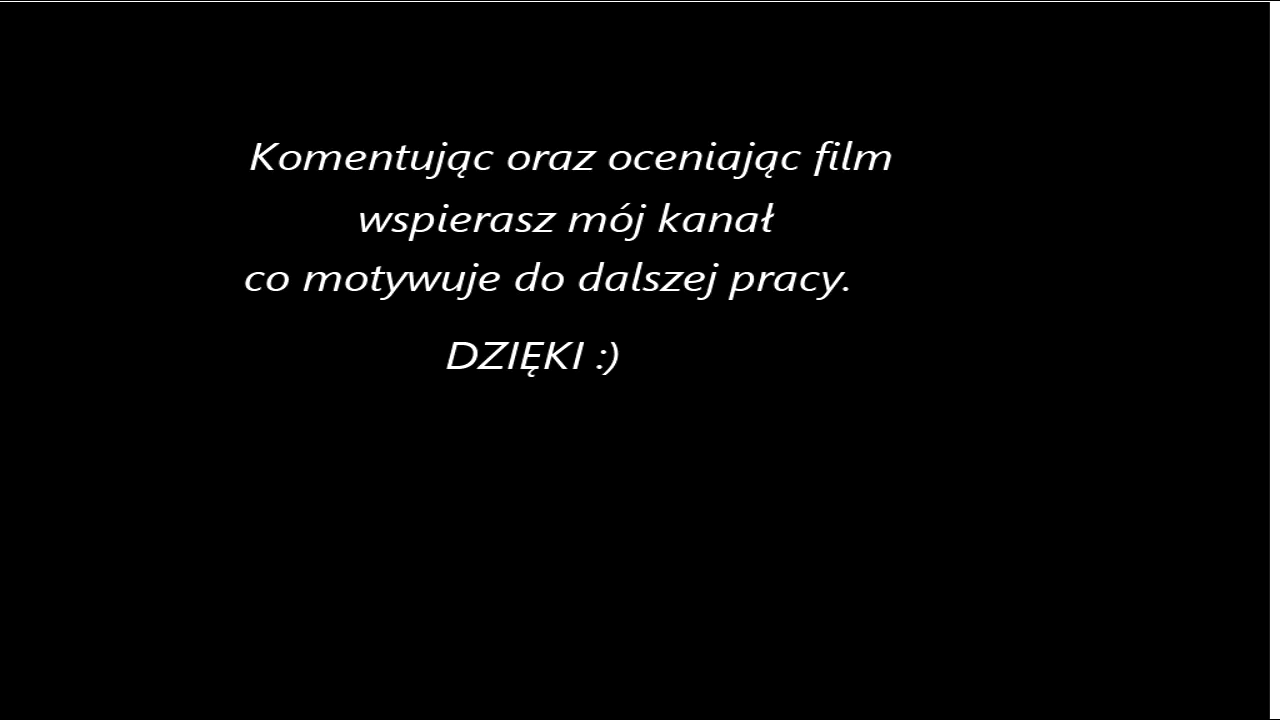 Komentując oraz oceniając film
wspierasz mój kanał
co motywuje do dalszej pracy.
DZIĘKI :)